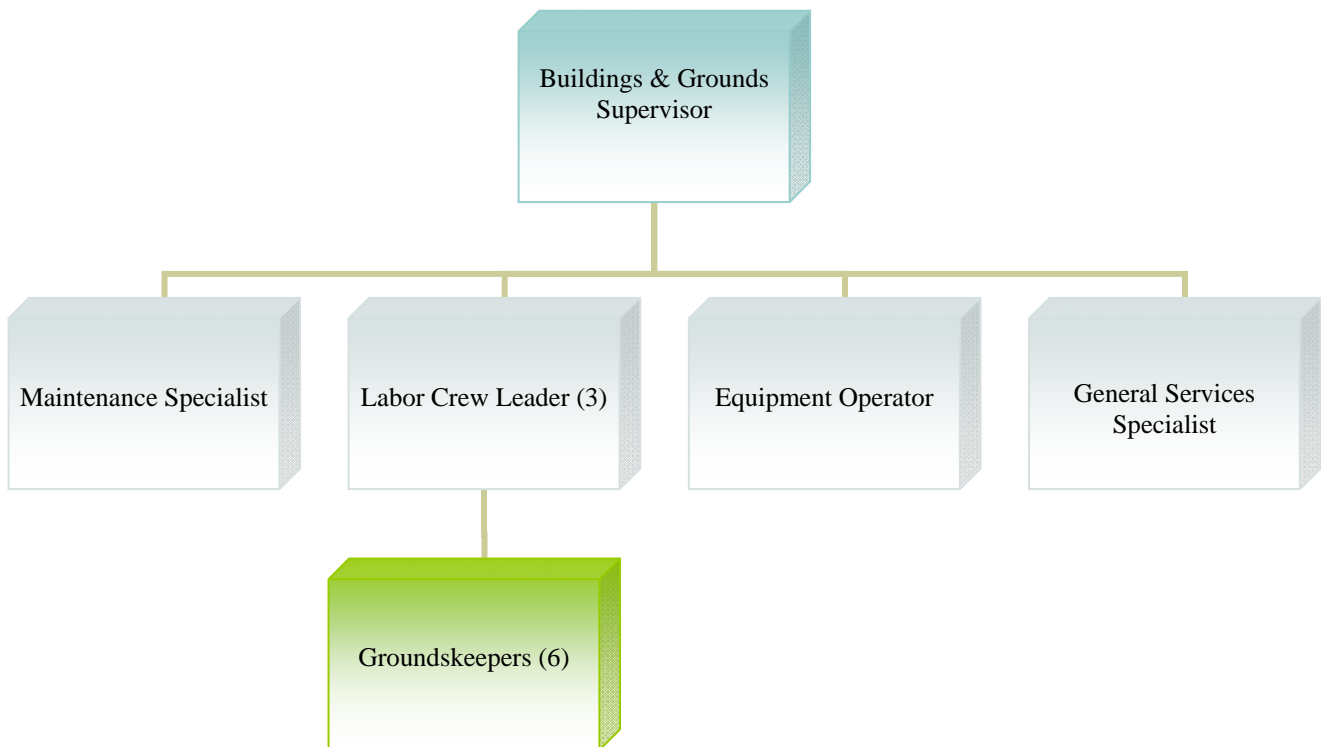 Buildings & Grounds
Supervisor
Maintenance Specialist
Labor Crew Leader (3)
Equipment Operator
General Services
Specialist
Groundskeepers (6)